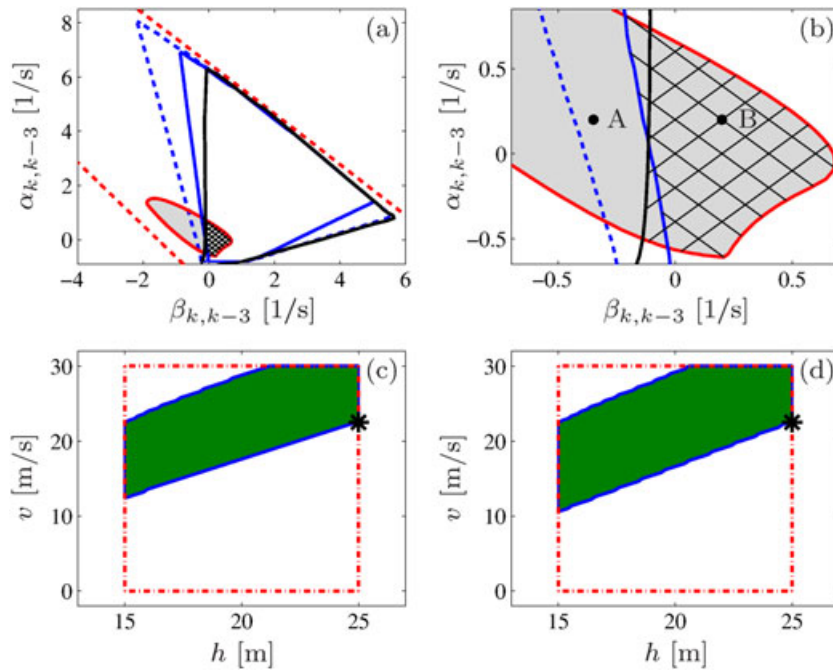 (a)
8
6
4
2
0
α_{k,k−3} [1/s]
−4 −2 0 2 4 6
β_{k,k−3} [1/s]
(b)
0.5
0
−0.5
α_{k,k−3} [1/s]
A
B
−0.5 0 0.5
β_{k,k−3} [1/s]
(c)
30
20
10
0
v [m/s]
15 20 25
h [m]
(d)
30
20
10
0
v [m/s]
15 20 25
h [m]